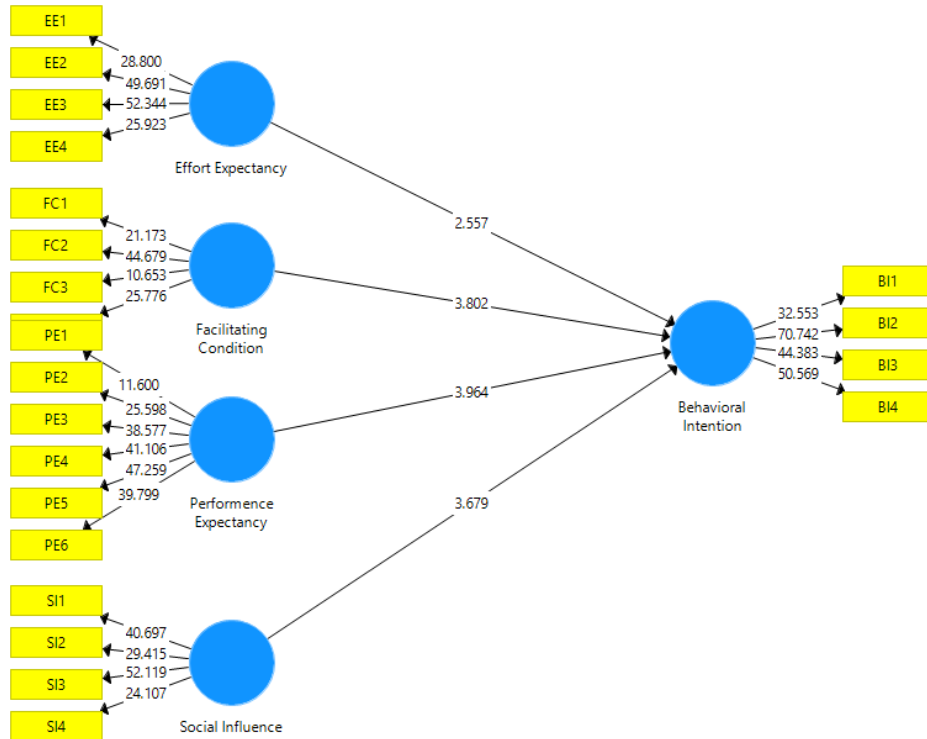 EE1
28.800
EE2
49.691
EE3
52.344
25.923
EE4
Effort Expectancy
FC1
21.173
FC2
44.679
10.653
FC3
25.776
Facilitating
Condition
PE1
11.600
PE2
25.598
PE3
38.577
41.106
PE4
47.259
PE5
39.799
PE6
Performence
Expectancy
SI1
40.697
SI2
29.415
52.119
SI3
24.107
SI4
Social Influence
2.557
3.802
3.964
3.679
Behavioral
Intention
BI1
32.553
BI2
70.742
44.383
BI3
50.569
BI4